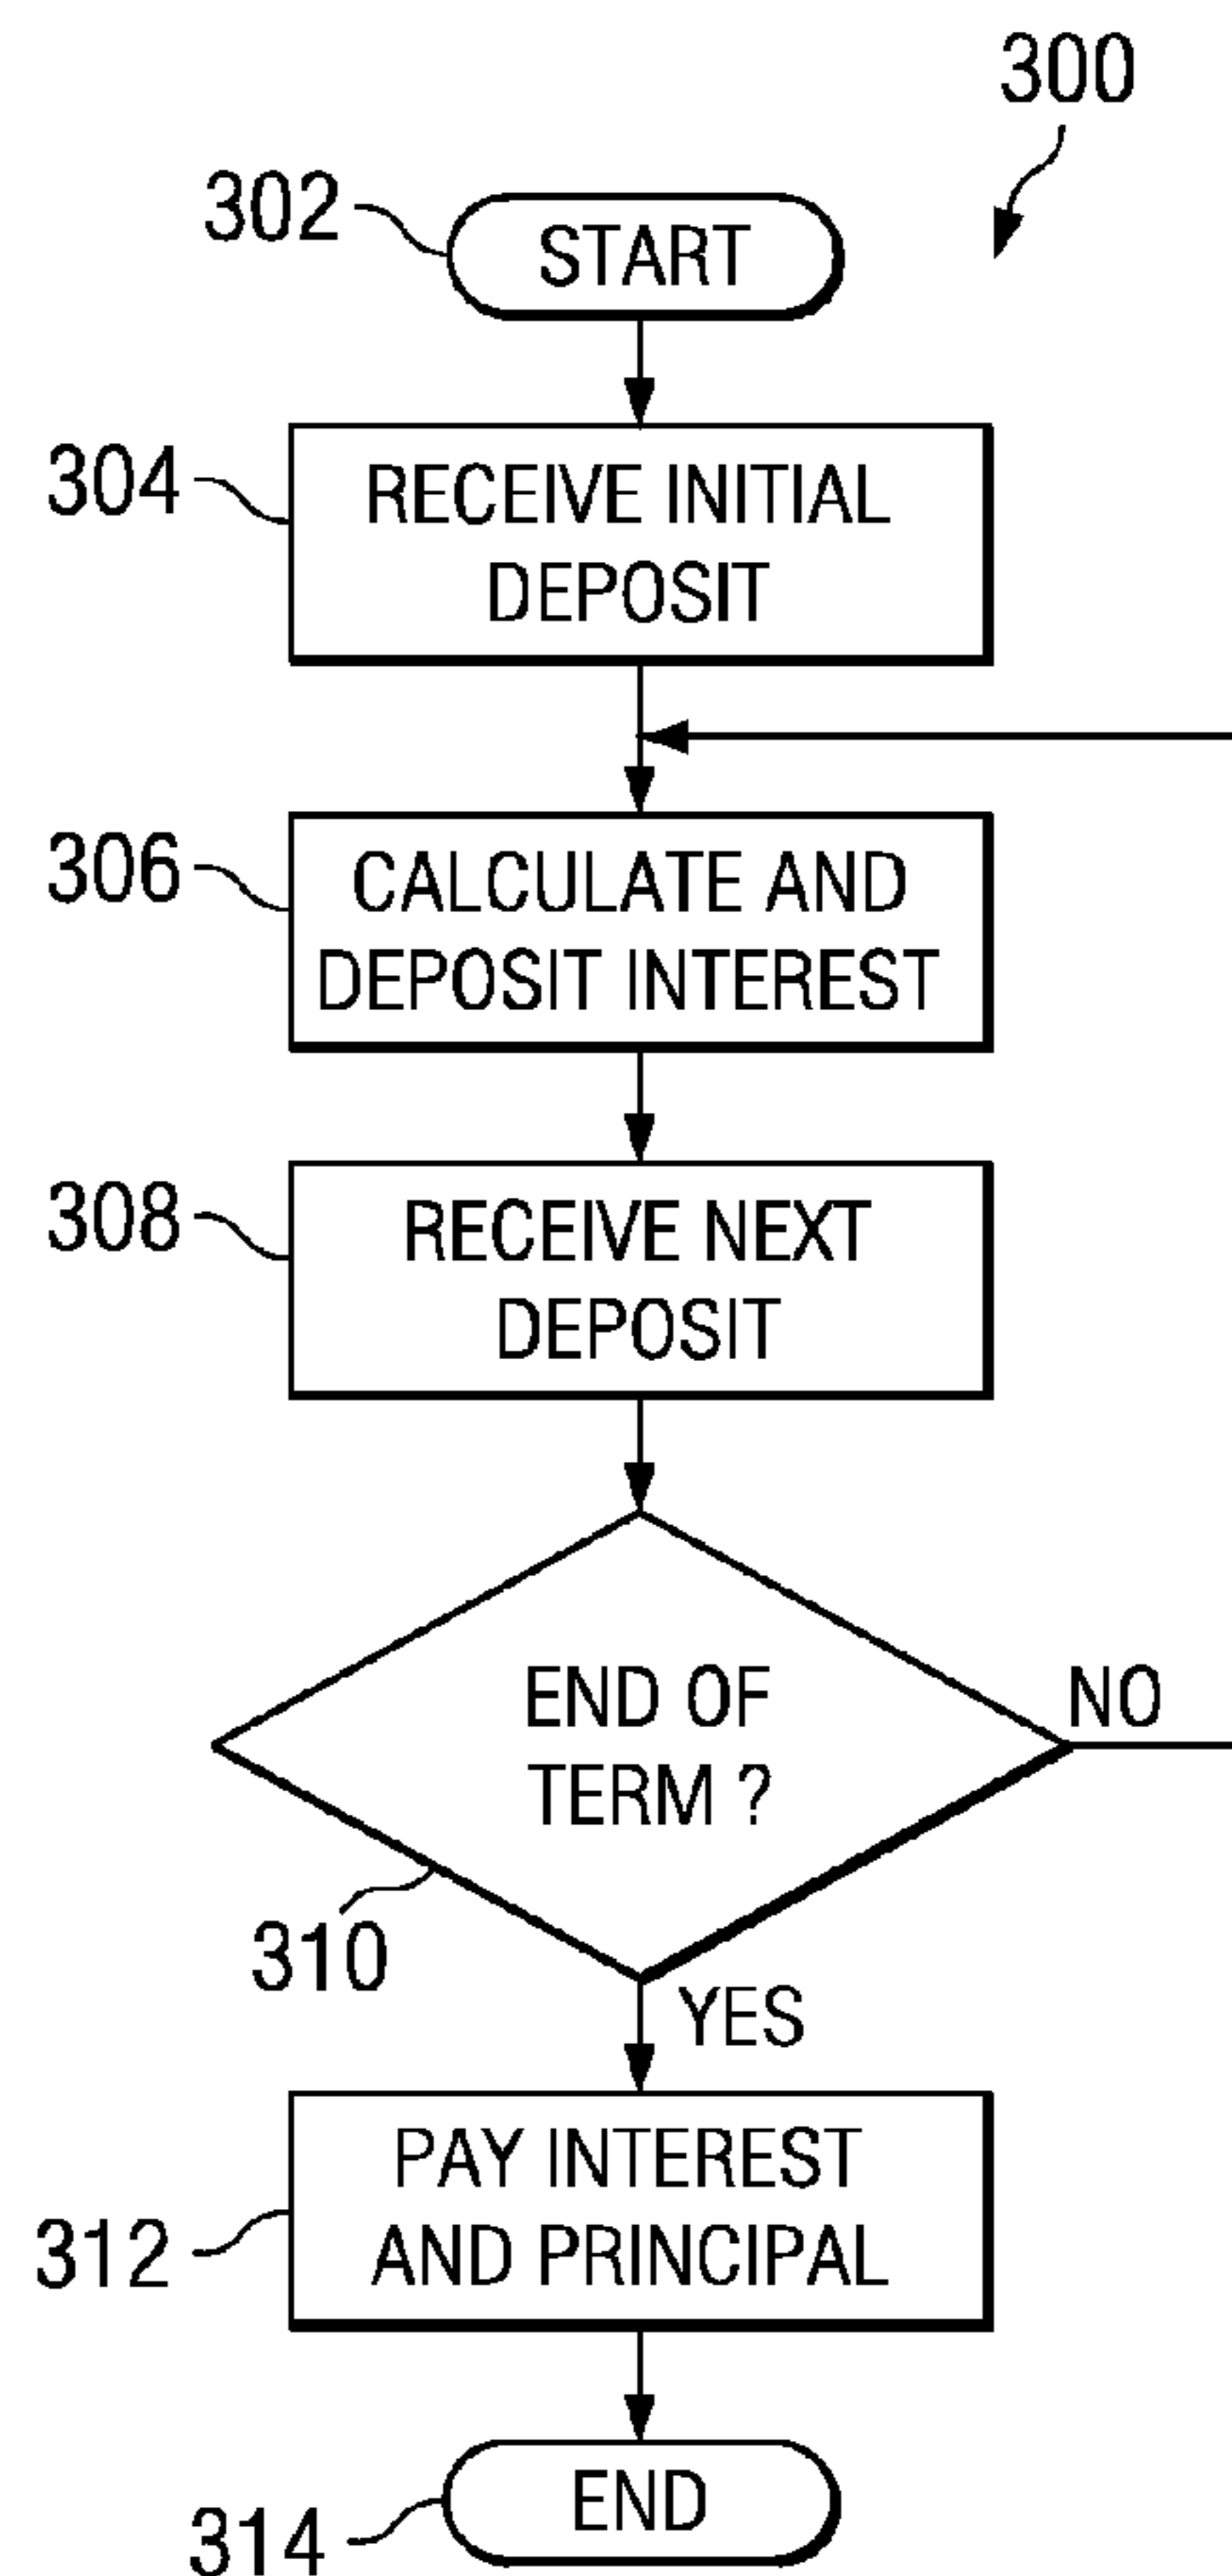 300
302
START
304
RECEIVE INITIAL
DEPOSIT
306
CALCULATE AND
DEPOSIT INTEREST
308
RECEIVE NEXT
DEPOSIT
END OF
TERM ?
NO
310
YES
312
PAY INTEREST
AND PRINCIPAL
314
END